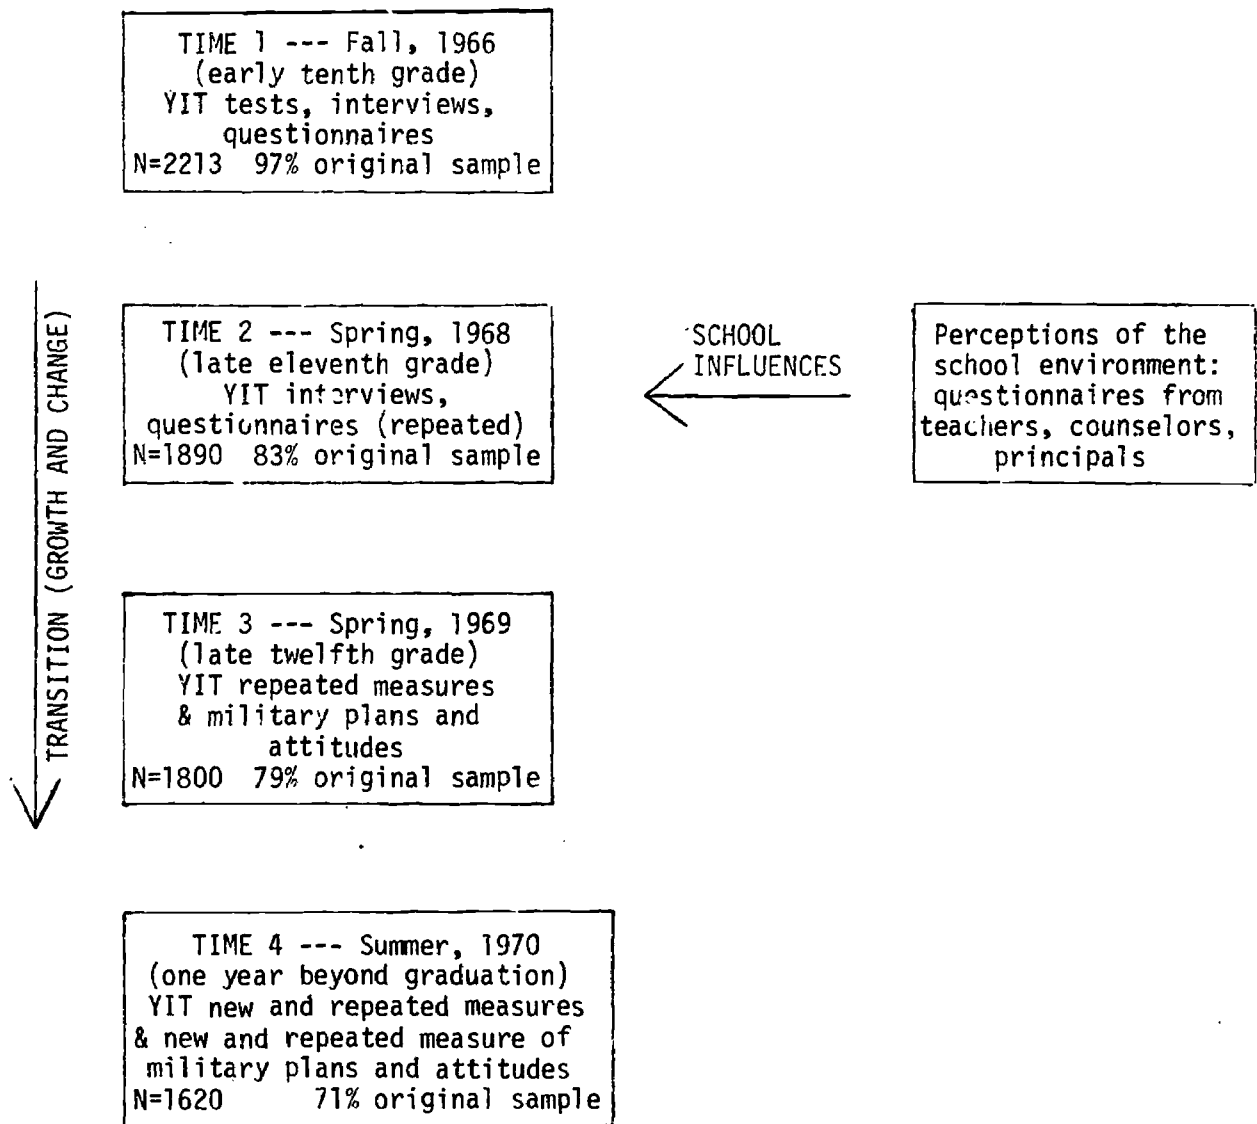 TIME 1 --- Fall, 1966
(early tenth grade)
YIT tests, interviews,
questionnaires
N=2213 97% original sample
TRANSITION (GROWTH AND CHANGE)
TIME 2 --- Spring, 1968
(late eleventh grade)
YIT interviews,
questionnaires (repeated)
N=1890 83% original sample
SCHOOL
INFLUENCES
Perceptions of the
school environment:
questionnaires from
teachers, counselors,
principals
TIME 3 --- Spring, 1969
(late twelfth grade)
YIT repeated measures
& military plans and
attitudes
N=1800 79% original sample
TIME 4 --- Summer, 1970
(one year beyond graduation)
YIT new and repeated measures
& new and repeated measure of
military plans and attitudes
N=1620 71% original sample